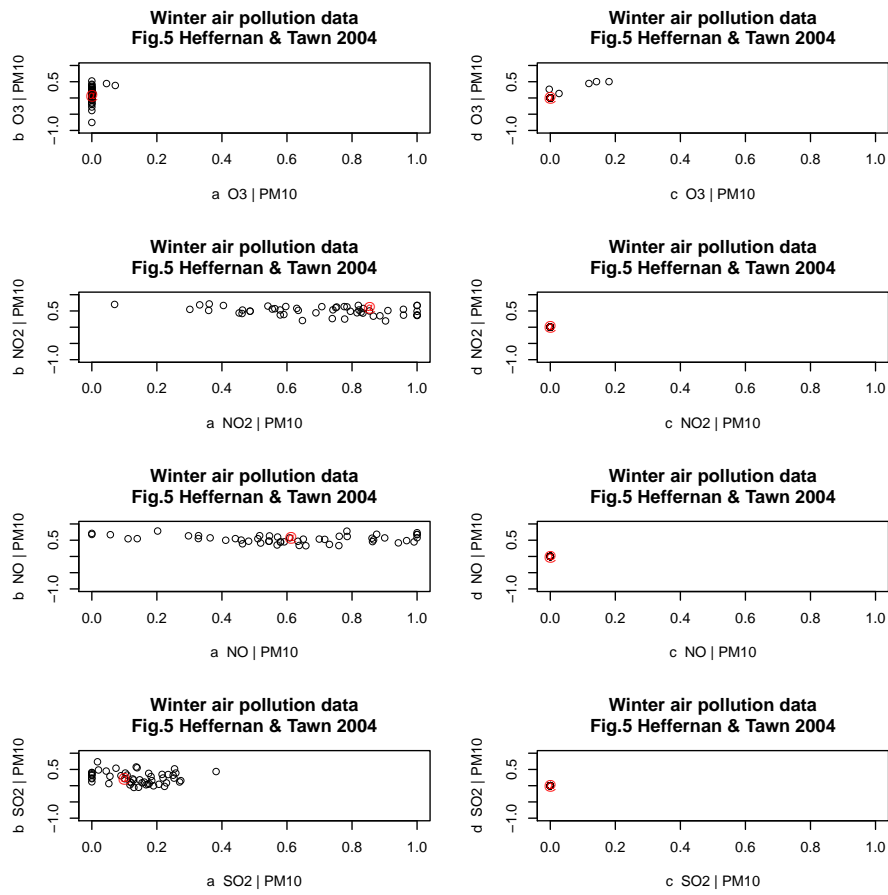 Winter air pollution data
Fig.5 Heffernan & Tawn 2004
b O3 | PM10
-1.0 0.5
0.0 0.2 0.4 0.6 0.8 1.0
a O3 | PM10
Winter air pollution data
Fig.5 Heffernan & Tawn 2004
d O3 | PM10
-1.0 0.5
0.0 0.2 0.4 0.6 0.8 1.0
c O3 | PM10
Winter air pollution data
Fig.5 Heffernan & Tawn 2004
b NO2 | PM10
-1.0 0.5
0.0 0.2 0.4 0.6 0.8 1.0
a NO2 | PM10
Winter air pollution data
Fig.5 Heffernan & Tawn 2004
d NO2 | PM10
-1.0 0.5
0.0 0.2 0.4 0.6 0.8 1.0
c NO2 | PM10
Winter air pollution data
Fig.5 Heffernan & Tawn 2004
b NO | PM10
-1.0 0.5
0.0 0.2 0.4 0.6 0.8 1.0
a NO | PM10
Winter air pollution data
Fig.5 Heffernan & Tawn 2004
d NO | PM10
-1.0 0.5
0.0 0.2 0.4 0.6 0.8 1.0
c NO | PM10
Winter air pollution data
Fig.5 Heffernan & Tawn 2004
b SO2 | PM10
-1.0 0.5
0.0 0.2 0.4 0.6 0.8 1.0
a SO2 | PM10
Winter air pollution data
Fig.5 Heffernan & Tawn 2004
d SO2 | PM10
-1.0 0.5
0.0 0.2 0.4 0.6 0.8 1.0
c SO2 | PM10